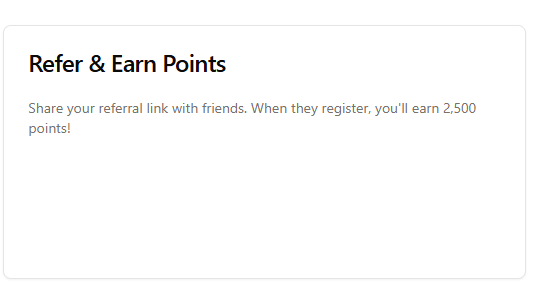 Refer & Earn Points
Share your referral link with friends. When they register, you'll earn 2,500
points!